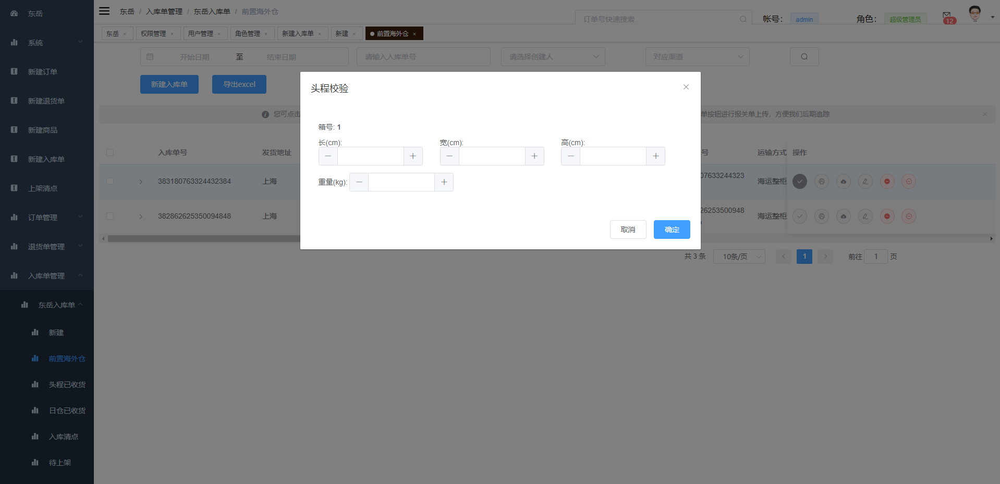 东岳
系统
新建订单
新建退货单
新建商品
新建入库单
上架清点
订单管理
退货单管理
入库单管理
东岳入库单
新建
前置海外仓
头程已收货
日仓已收货
入库清点
待上架
东岳 / 入库单管理 / 东岳入库单 / 前置海外仓
订单号快速搜索
帐号： admin
角色： 超级管理员
12
东岳 × 权限管理 × 用户管理 × 角色管理 × 新建入库单 × 新建 × 前置海外仓 ×
开始日期 至 结束日期 请输入入库单号 请选择创建人 对应渠道
新建入库单 导出excel
您可点击
单按钮进行报关单上传，方便我们后期追踪
入库单号 发货地址 号 运输方式 操作
383180763324432384 上海 07633244323 海运整柜
382862625350094848 上海 26253500948 海运整柜
头程校验
箱号: 1
长(cm): 宽(cm): 高(cm):
重量(kg):
取消 确定
共 3 条 10条/页 1 前往 1 页